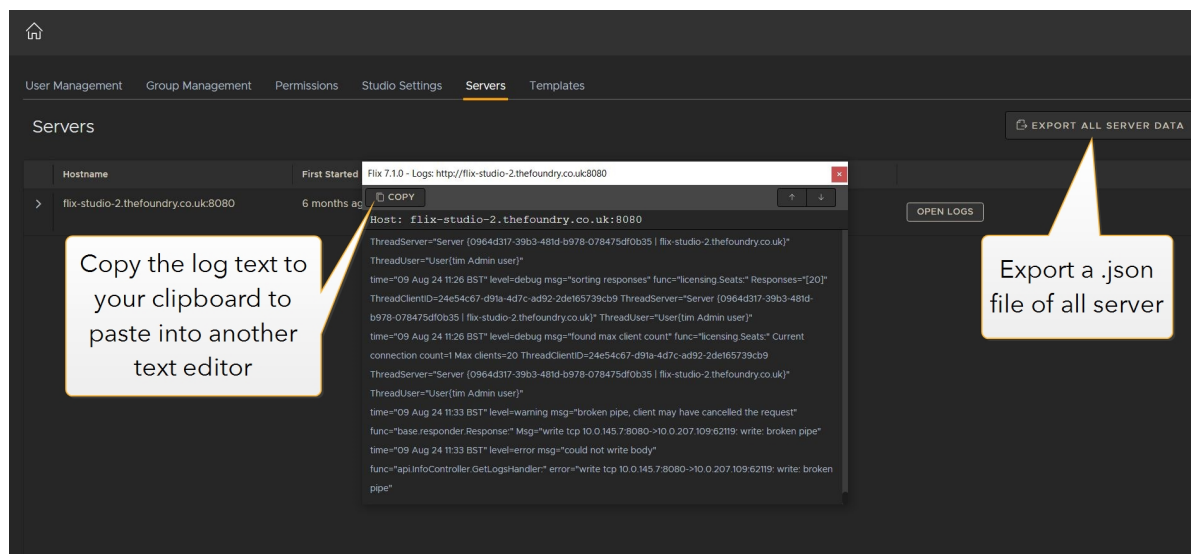 User Management Group Management Permissions Studio Settings Servers Templates
Servers
EXPORT ALL SERVER DATA
Hostname First Started
flix-studio-2.thefoundry.co.uk:8080 6 months ag
OPEN LOGS
Flix 7.1.0 - Logs: http://flix-studio-2.thefoundry.co.uk:8080
COPY
Host: flix-studio-2.thefoundry.co.uk:8080
ThreadServer="Server {0964d317-39b3-481d-b978-078475df0b35 | flix-studio-2.thefoundry.co.uk}"
ThreadUser="User{tim Admin user}"
time="09 Aug 24 11:26 BST" level=debug msg="sorting responses" func="licensing.Seats:" Responses="[20]"
ThreadClientID=24e54c67-d91a-4d7c-ad92-2de165739cb9 ThreadServer="Server {0964d317-39b3-481d-
b978-078475df0b35 | flix-studio-2.thefoundry.co.uk}" ThreadUser="User{tim Admin user}"
time="09 Aug 24 11:26 BST" level=debug msg="found max client count" func="licensing.Seats:" Current
connection count=1 Max clients=20 ThreadClientID=24e54c67-d91a-4d7c-ad92-2de165739cb9
ThreadServer="Server {0964d317-39b3-481d-b978-078475df0b35 | flix-studio-2.thefoundry.co.uk}"
ThreadUser="User{tim Admin user}"
time="09 Aug 24 11:33 BST" level=warning msg="broken pipe, client may have cancelled the request"
func="base.responder.Response:" Msg="write tcp 10.0.145.7:8080->10.0.207.109:62119: write: broken pipe"
time="09 Aug 24 11:33 BST" level=error msg="could not write body"
func="api.InfoController.GetLogsHandler:" error="write tcp 10.0.145.7:8080->10.0.207.109:62119: write: broken
pipe"
Copy the log text to
your clipboard to
paste into another
text editor
Export a .json
file of all server